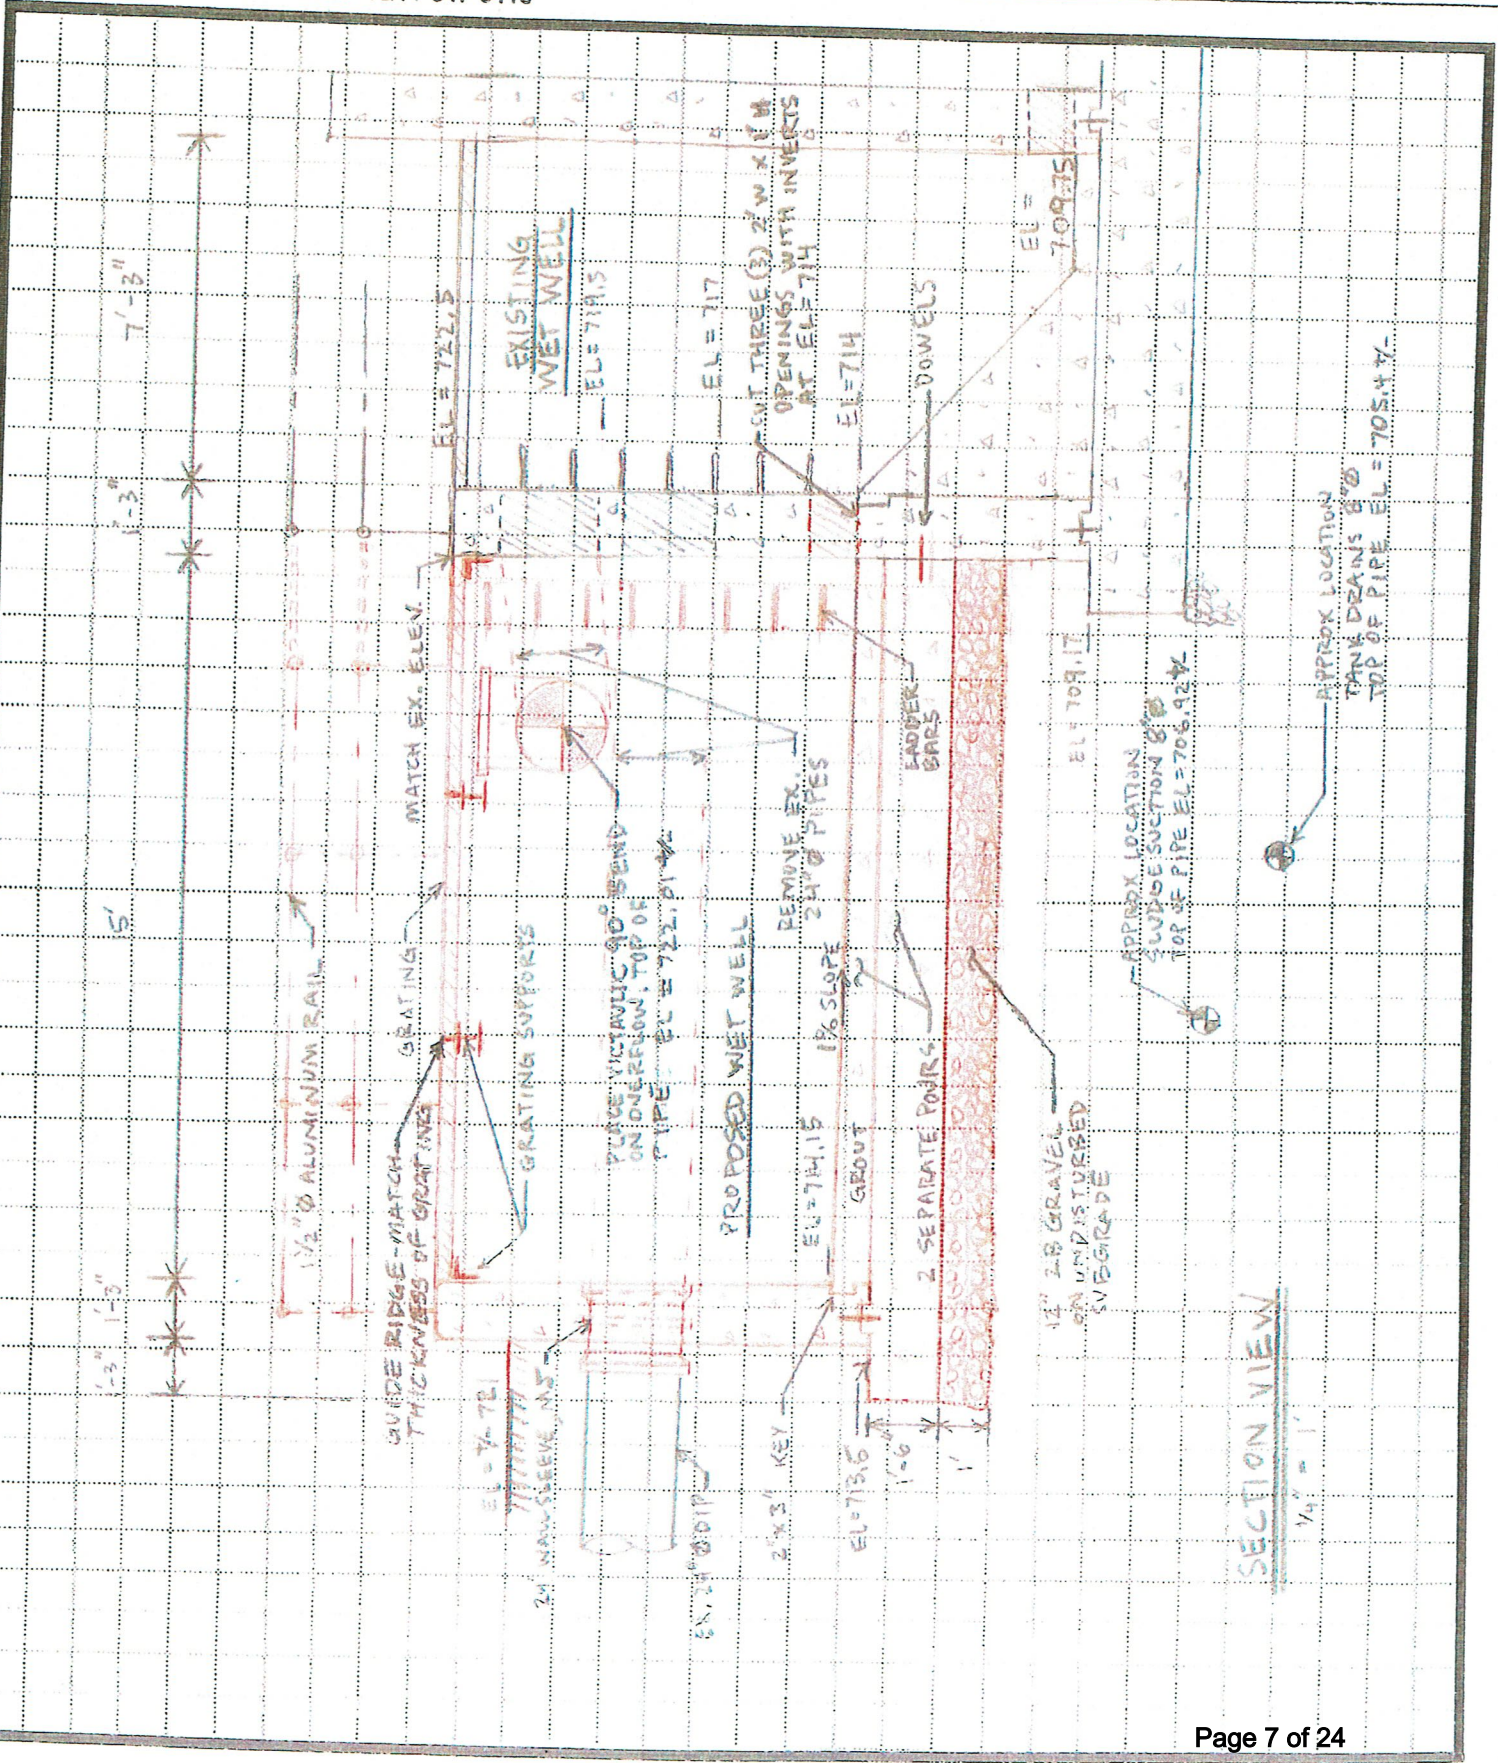 1'-3"
1'-3"
15'
1'-3"
7'-3"
1 1/2" Ø ALUMINUM RAIL
GUIDE RIDGE-MATCH
THICKNESS OF GRATING
GRATING
MATCH EX. ELEV.
EL = 722.5
EL = +/- 721
24" WALL SLEEVE, MJ
GRATING SUPPORTS
EXISTING
WET WELL
EL = 719.5
PLACE VICTAULIC 90° BEND
ON OVERFLOW, TOP OF
PIPE EL = 722.01 +/-
EX. 24" Ø DIP
EL = 717
PROPOSED WET WELL
CUT THREE (3) 2'W x 1'H
OPENINGS WITH INVERTS
AT EL = 714
REMOVE EX.
24" Ø PIPES
2" x 3" KEY
EL = 714.15
1% SLOPE
EL = 714
EL = 713.5
GROUT
LADDER
BARS
DOWELS
1'-6"
1'
2 SEPARATE POURS
EL =
709.75
12" 2B GRAVEL
ON UNDISTURBED
SUBGRADE
EL = 709.17
APPROX LOCATION
SLUDGE SUCTION 8" Ø
TOP OF PIPE EL = 706.92 +/-
APPROX LOCATION
TANK DRAINS 8" Ø
TOP OF PIPE EL = 705.4 +/-
SECTION VIEW
1/4" = 1'
Page 7 of 24